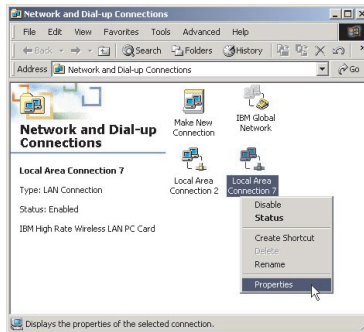 Network and Dial-up Connections
File Edit View Favorites Tools Advanced Help
Back Search Folders History
Address Network and Dial-up Connections Go
Network and Dial-up Connections
Local Area Connection 7
Type: LAN Connection
Status: Enabled
IBM High Rate Wireless LAN PC Card
Make New Connection
IBM Global Network
Local Area Connection 2
Local Area Connection 7
Disable
Status
Create Shortcut
Delete
Rename
Properties
Displays the properties of the selected connection.